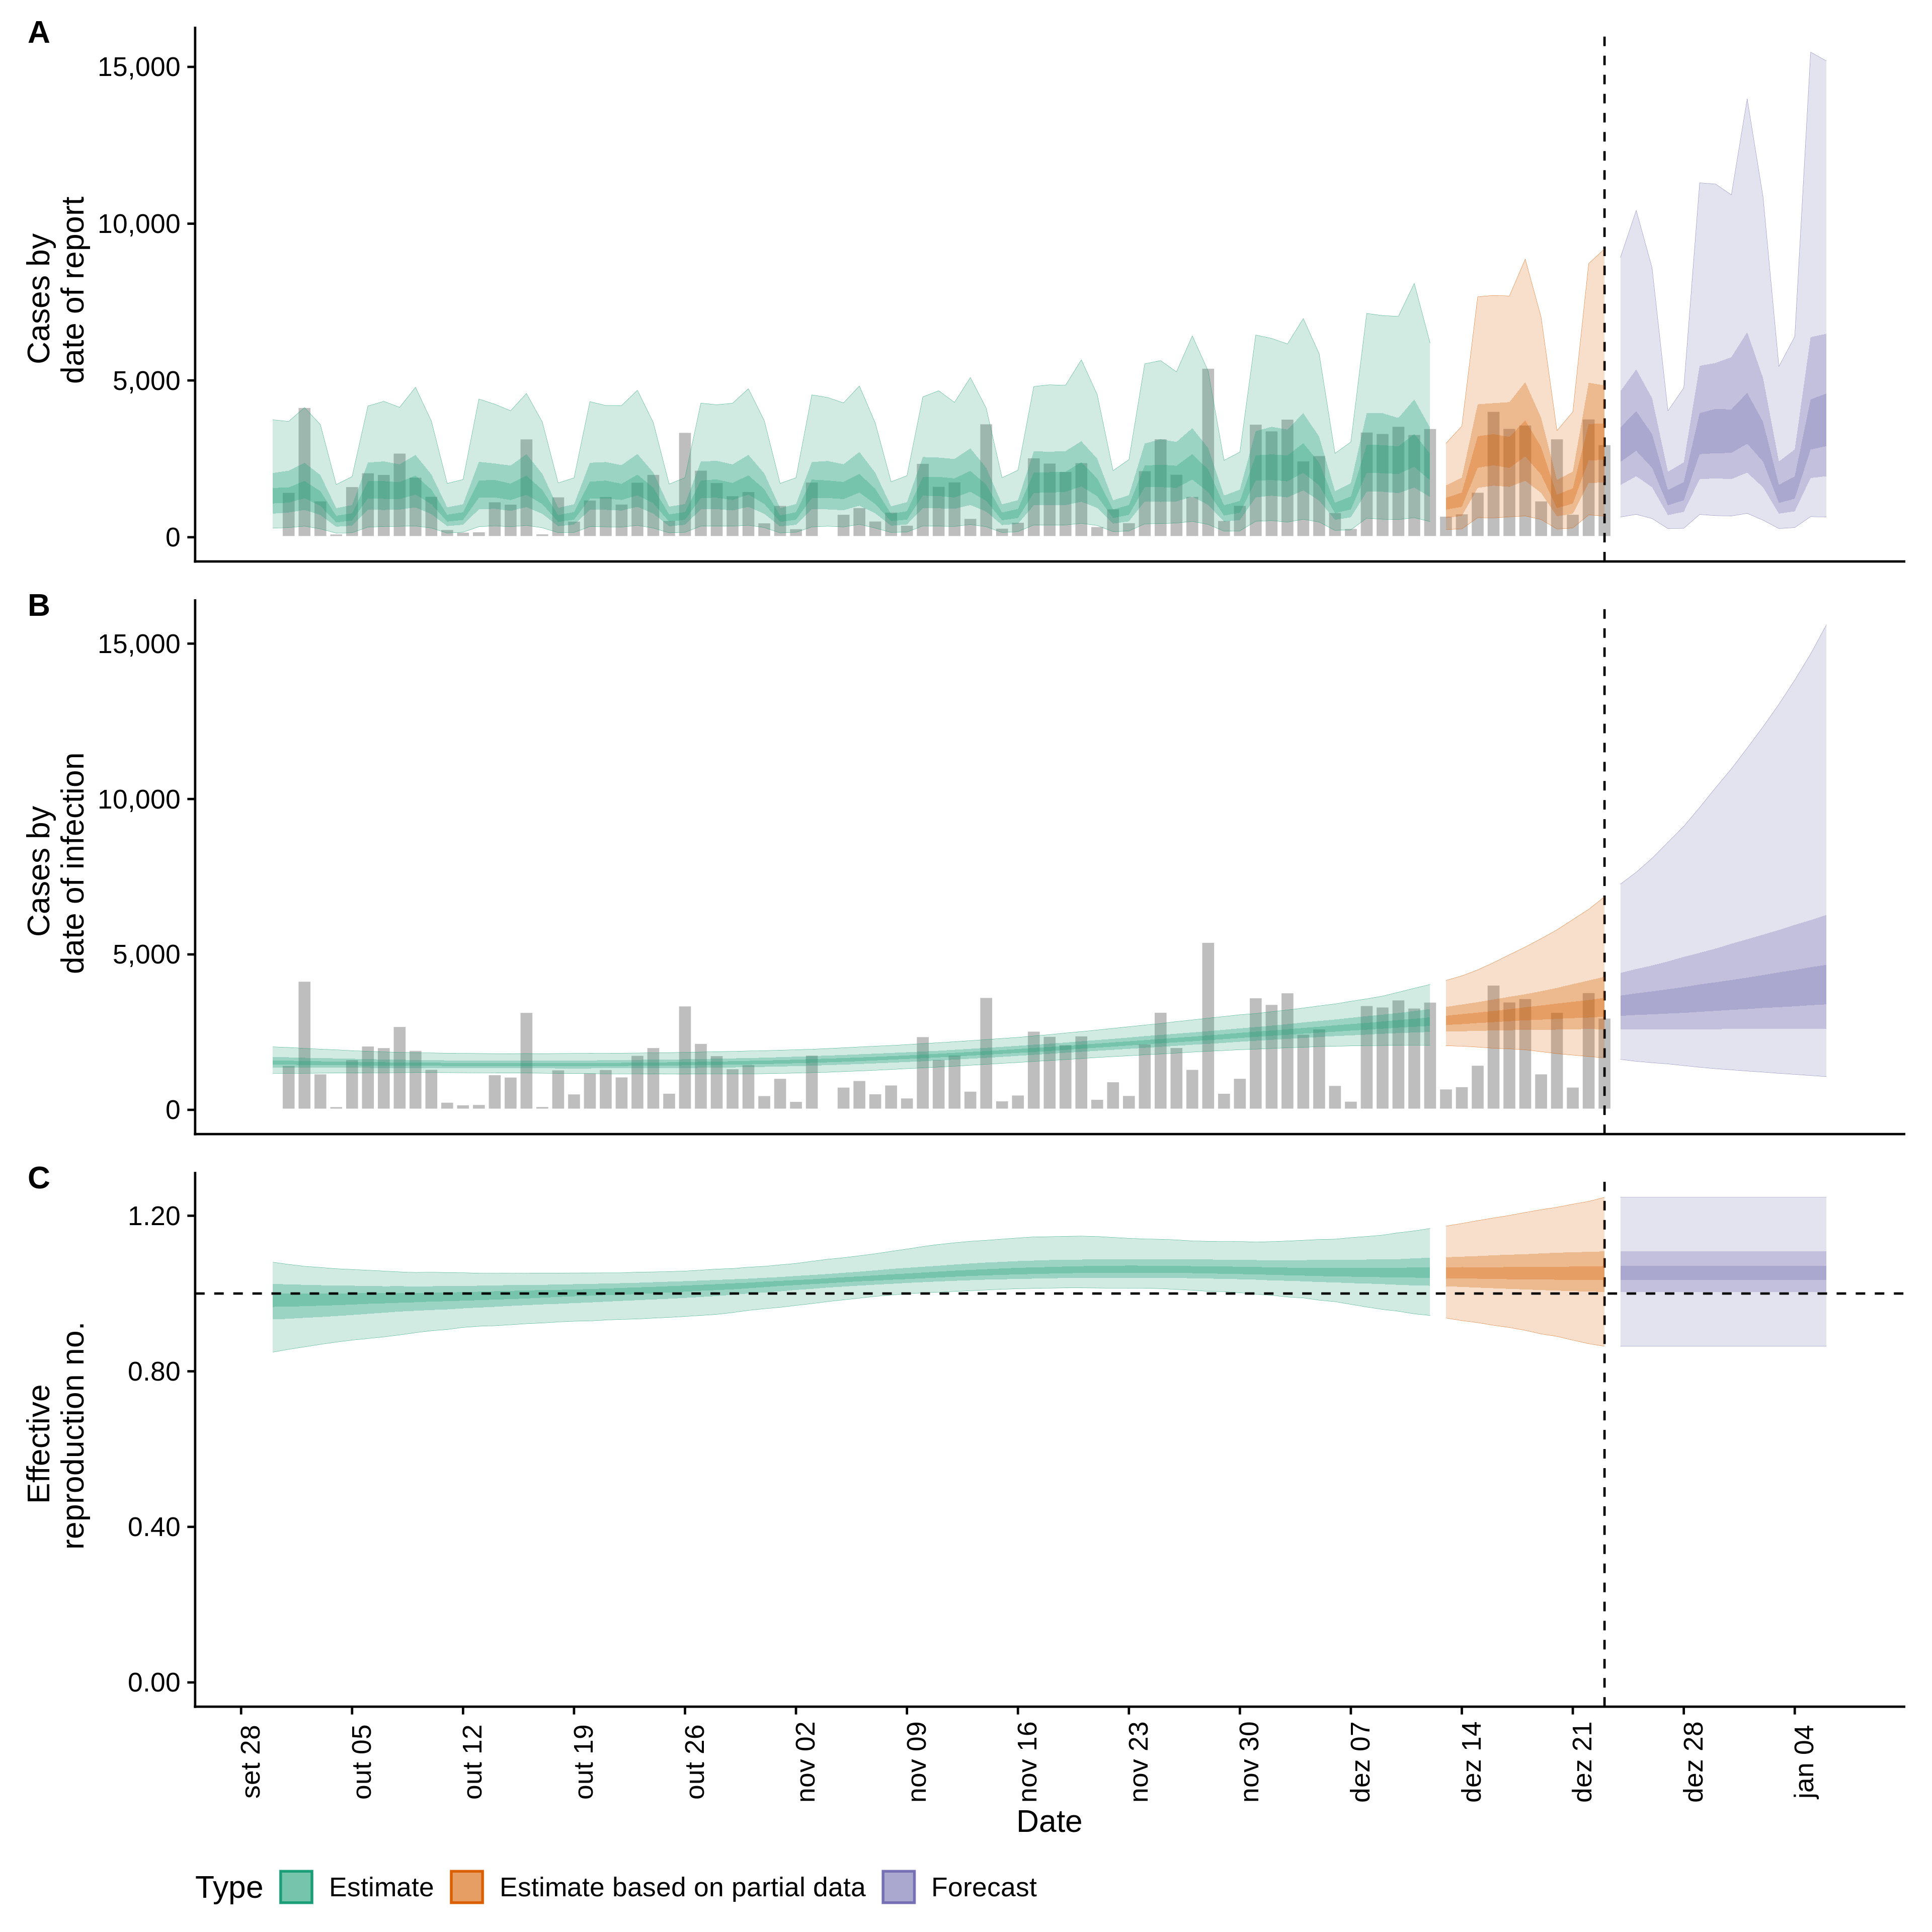 A
15,000
10,000
5,000
0
Cases by
date of report
B
15,000
10,000
5,000
0
Cases by
date of infection
C
1.20
0.80
0.40
0.00
Effective
reproduction no.
set 28
out 05
out 12
out 19
out 26
nov 02
nov 09
nov 16
nov 23
nov 30
dez 07
dez 14
dez 21
dez 28
jan 04
Date
Type Estimate Estimate based on partial data Forecast